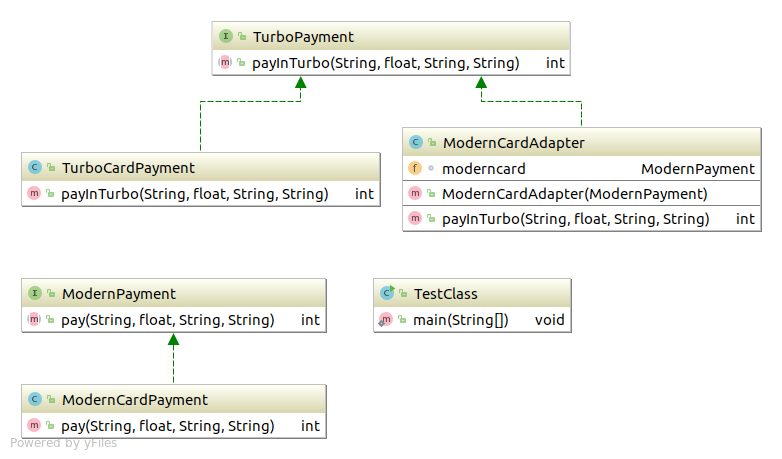 TurboPayment
payInTurbo(String, float, String, String) int
TurboCardPayment
payInTurbo(String, float, String, String) int
ModernCardAdapter
moderncard ModernPayment
ModernCardAdapter(ModernPayment)
payInTurbo(String, float, String, String) int
ModernPayment
pay(String, float, String, String) int
TestClass
main(String[]) void
ModernCardPayment
pay(String, float, String, String) int
Powered by yFiles